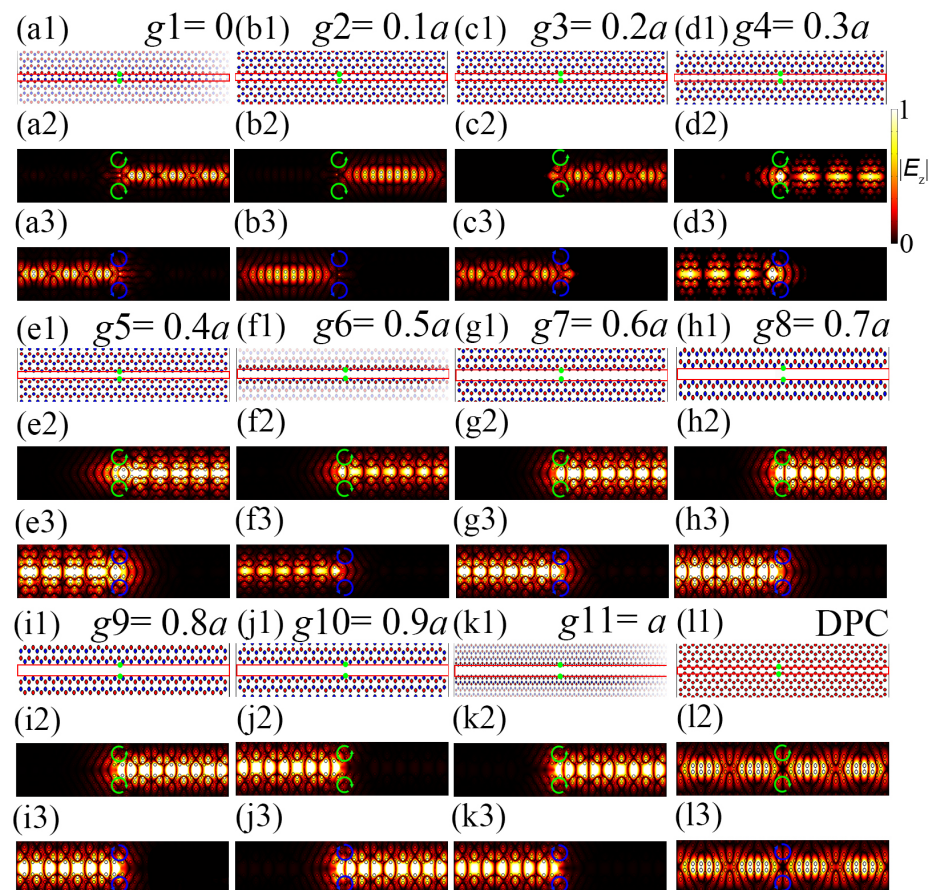 (a1) g1= 0 (b1) g2= 0.1a (c1) g3= 0.2a (d1) g4= 0.3a
(a2) (b2) (c2) (d2)
1
|Ez|
(a3) (b3) (c3) (d3)
0
(e1) g5= 0.4a (f1) g6= 0.5a (g1) g7= 0.6a (h1) g8= 0.7a
(e2) (f2) (g2) (h2)
(e3) (f3) (g3) (h3)
(i1) g9= 0.8a (j1) g10= 0.9a (k1) g11= a (l1) DPC
(i2) (j2) (k2) (l2)
(i3) (j3) (k3) (l3)